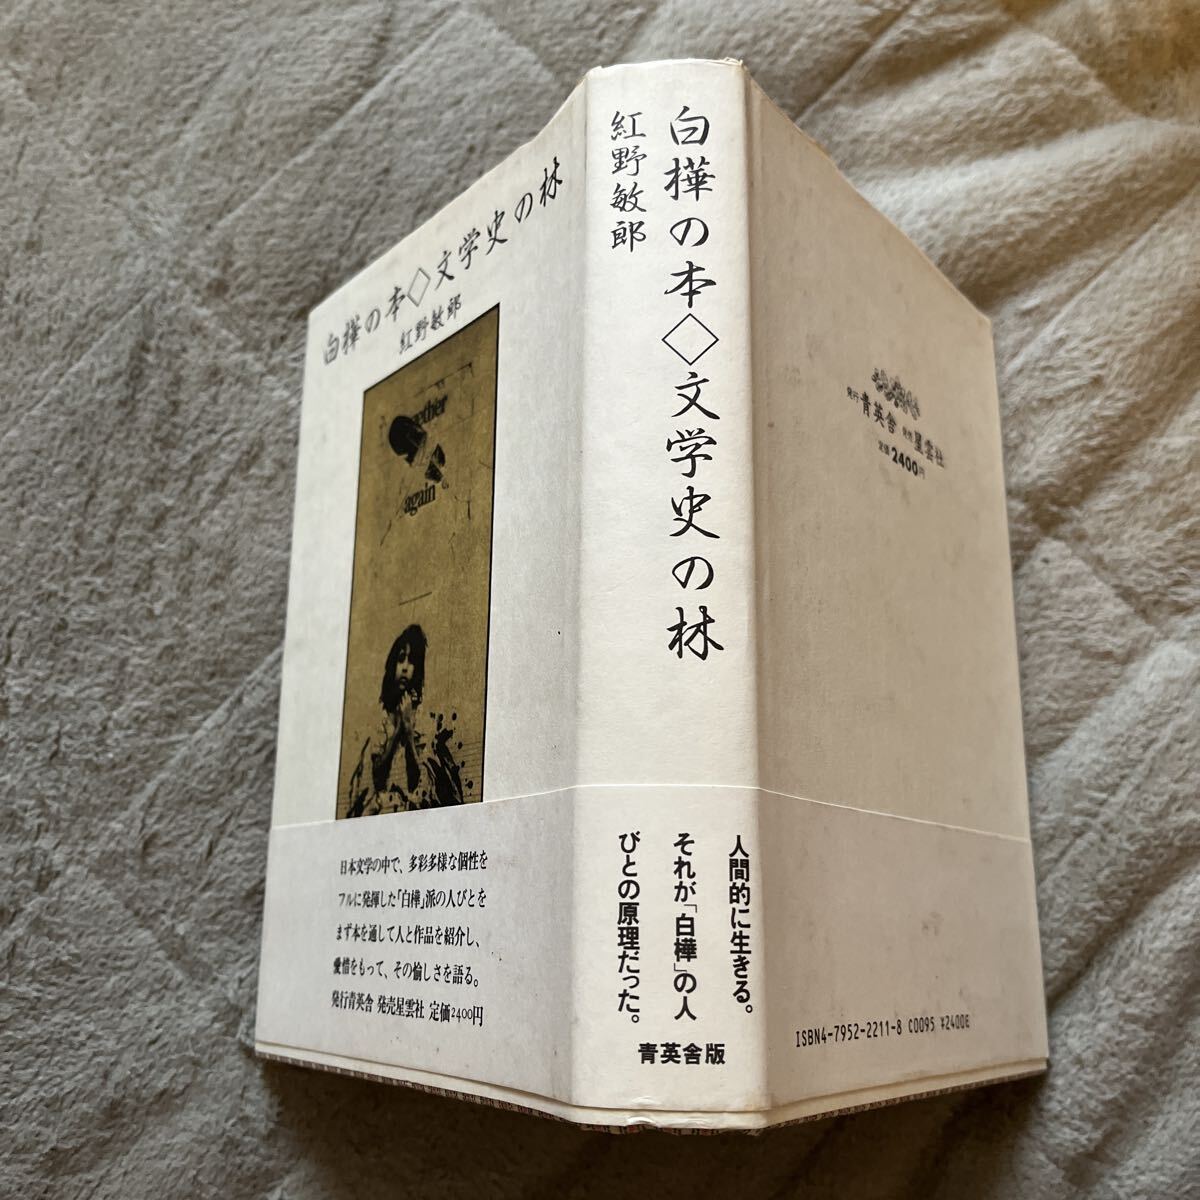 白樺の本◇文学史の林
紅野敏郎
again
日本文学の中で、多彩多様な個性を
フルに発揮した「白樺」派の人びとを
まず本を通して人と作品を紹介し、
愛惜をもって、その愉しさを語る。
発行青英舎 発売星雲社 定価2400円
白樺の本◇文学史の林
紅野敏郎
人間的に生きる。
それが「白樺」の人
びとの原理だった。
青英舎版
発行 青英舎 発売 星雲社
定価 2400円
ISBN4-7952-2211-8 C0095 ¥2400E